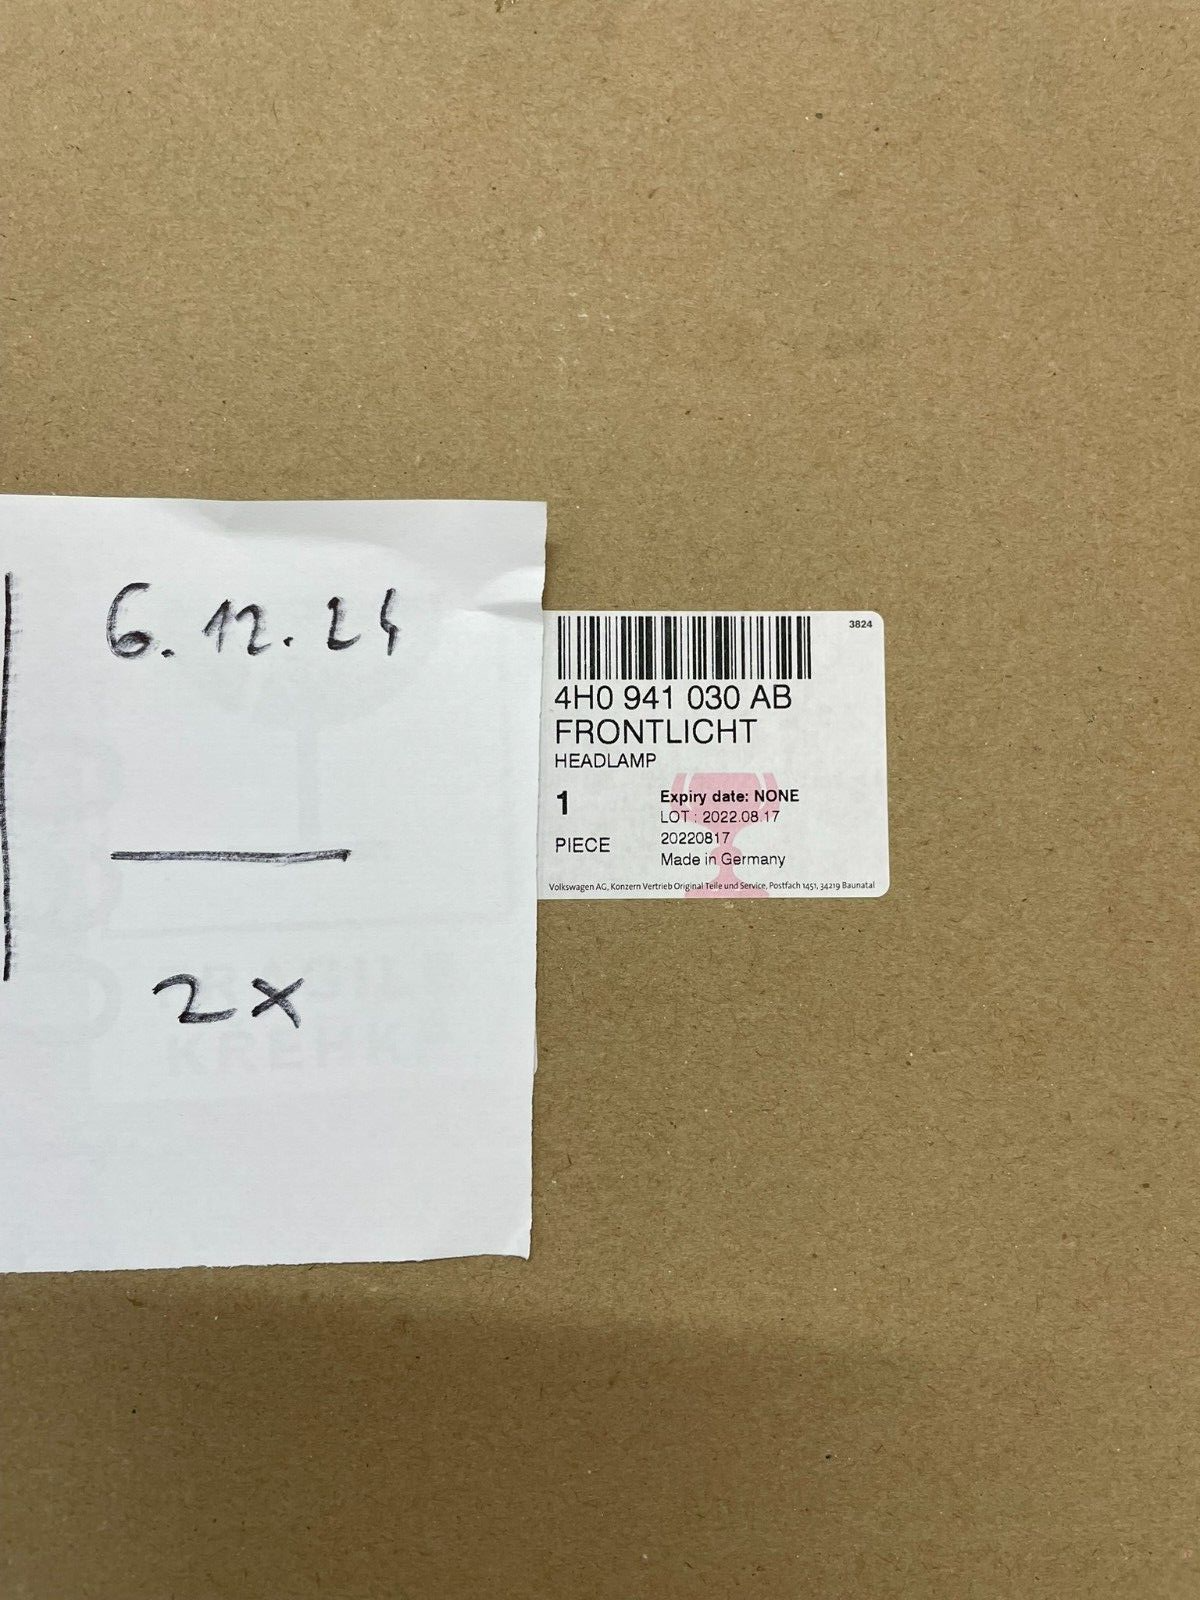 6.12.24
2x
3824
4H0 941 030 AB
FRONTLICHT
HEADLAMP
1
PIECE
Expiry date: NONE
LOT : 2022.08.17
20220817
Made in Germany
Volkswagen AG, Konzern Vertrieb Original Teile und Service, Postfach 1451, 34219 Baunatal